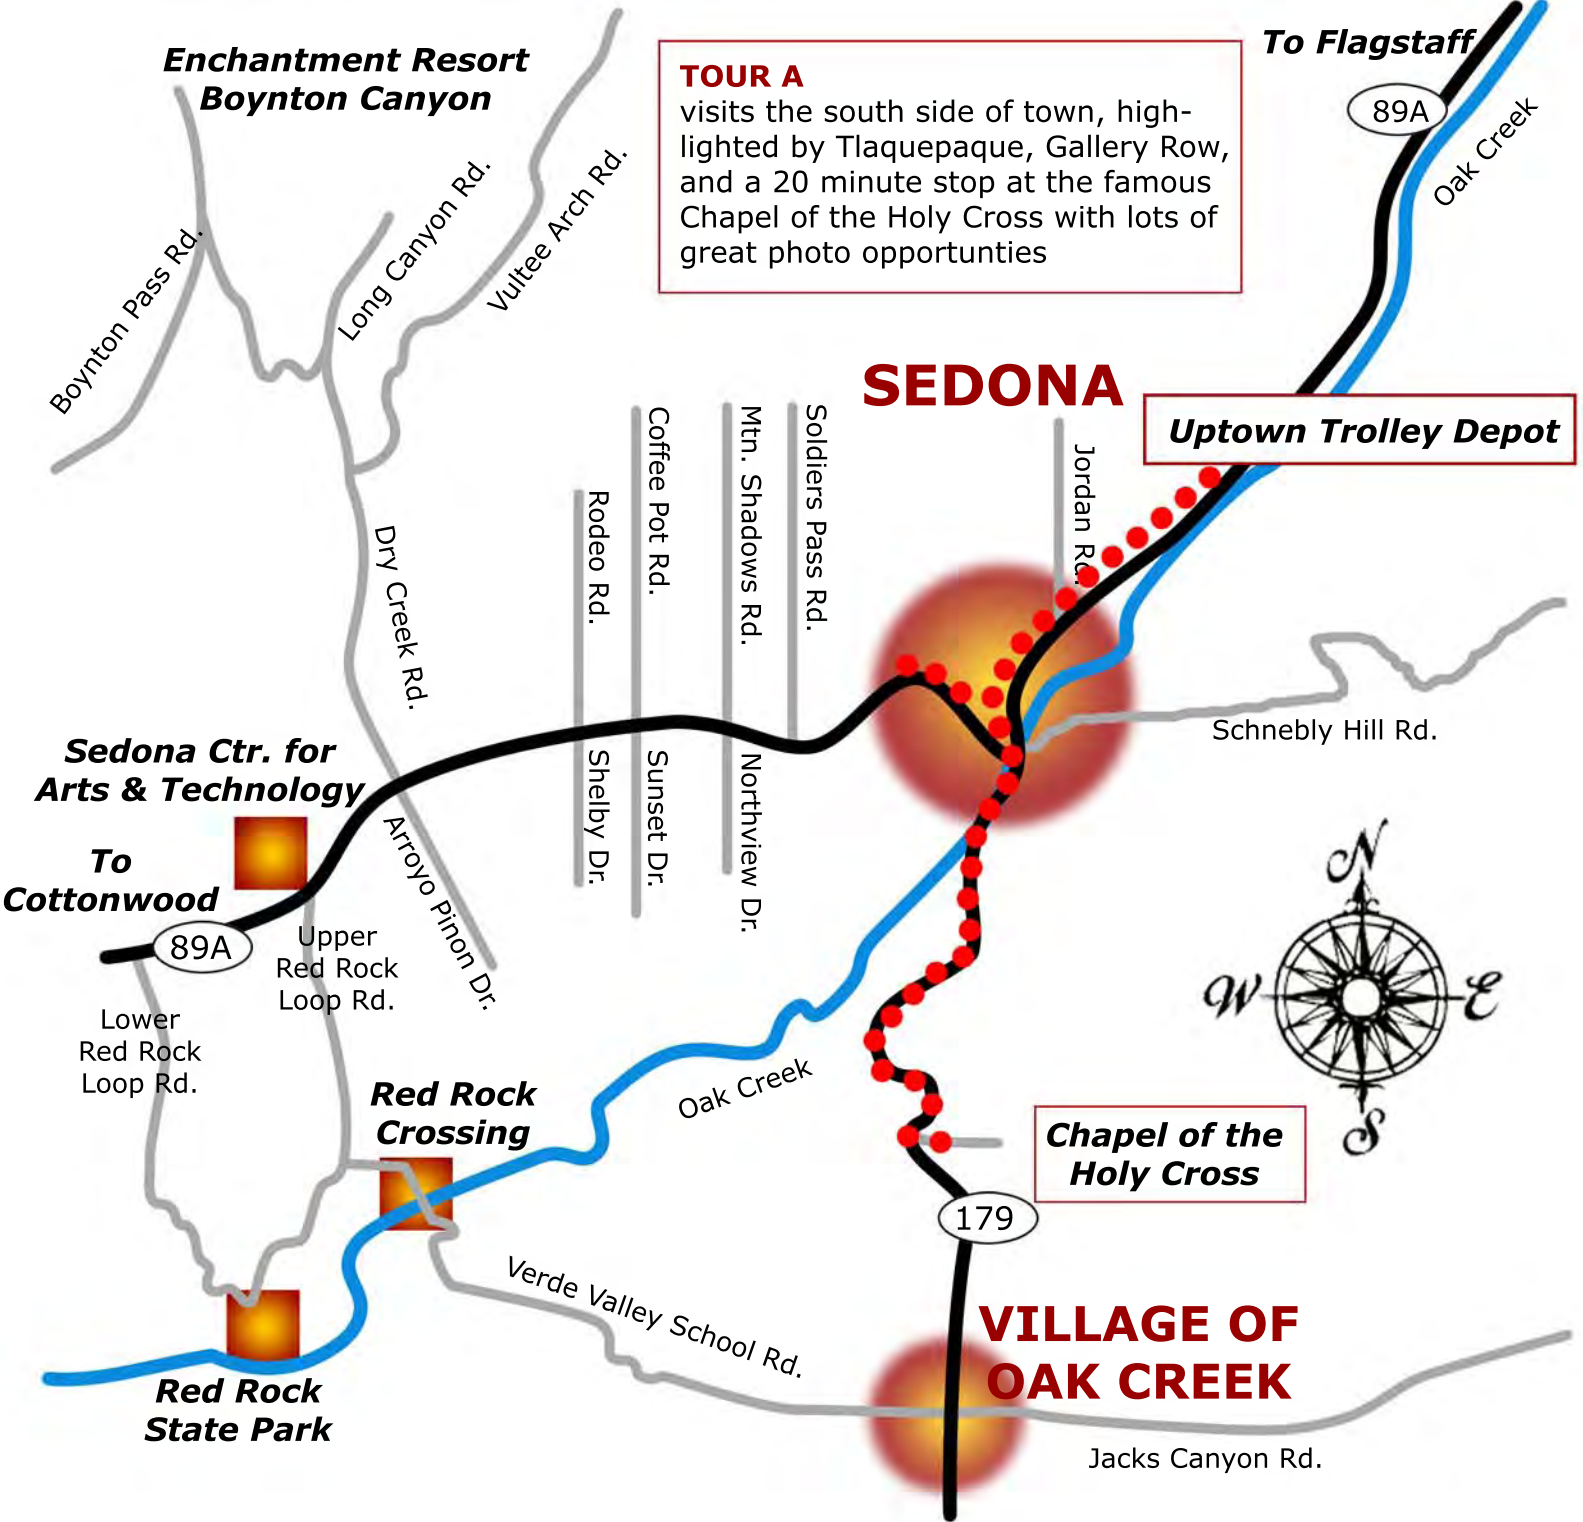 Enchantment Resort
Boynton Canyon
TOUR A
visits the south side of town, high-
lighted by Tlaquepaque, Gallery Row,
and a 20 minute stop at the famous
Chapel of the Holy Cross with lots of
great photo opportunties
To Flagstaff
89A
Oak Creek
Boynton Pass Rd.
Long Canyon Rd.
Vultee Arch Rd.
SEDONA
Uptown Trolley Depot
Jordan Rd.
Dry Creek Rd.
Rodeo Rd.
Coffee Pot Rd.
Mtn. Shadows Rd.
Soldiers Pass Rd.
Schnebly Hill Rd.
Sedona Ctr. for
Arts & Technology
Shelby Dr.
Sunset Dr.
Northview Dr.
Arroyo Pinon Dr.
To
Cottonwood
89A
Upper
Red Rock
Loop Rd.
Lower
Red Rock
Loop Rd.
N
W
E
S
Red Rock
Crossing
Oak Creek
Chapel of the
Holy Cross
179
Verde Valley School Rd.
VILLAGE OF
OAK CREEK
Red Rock
State Park
Jacks Canyon Rd.